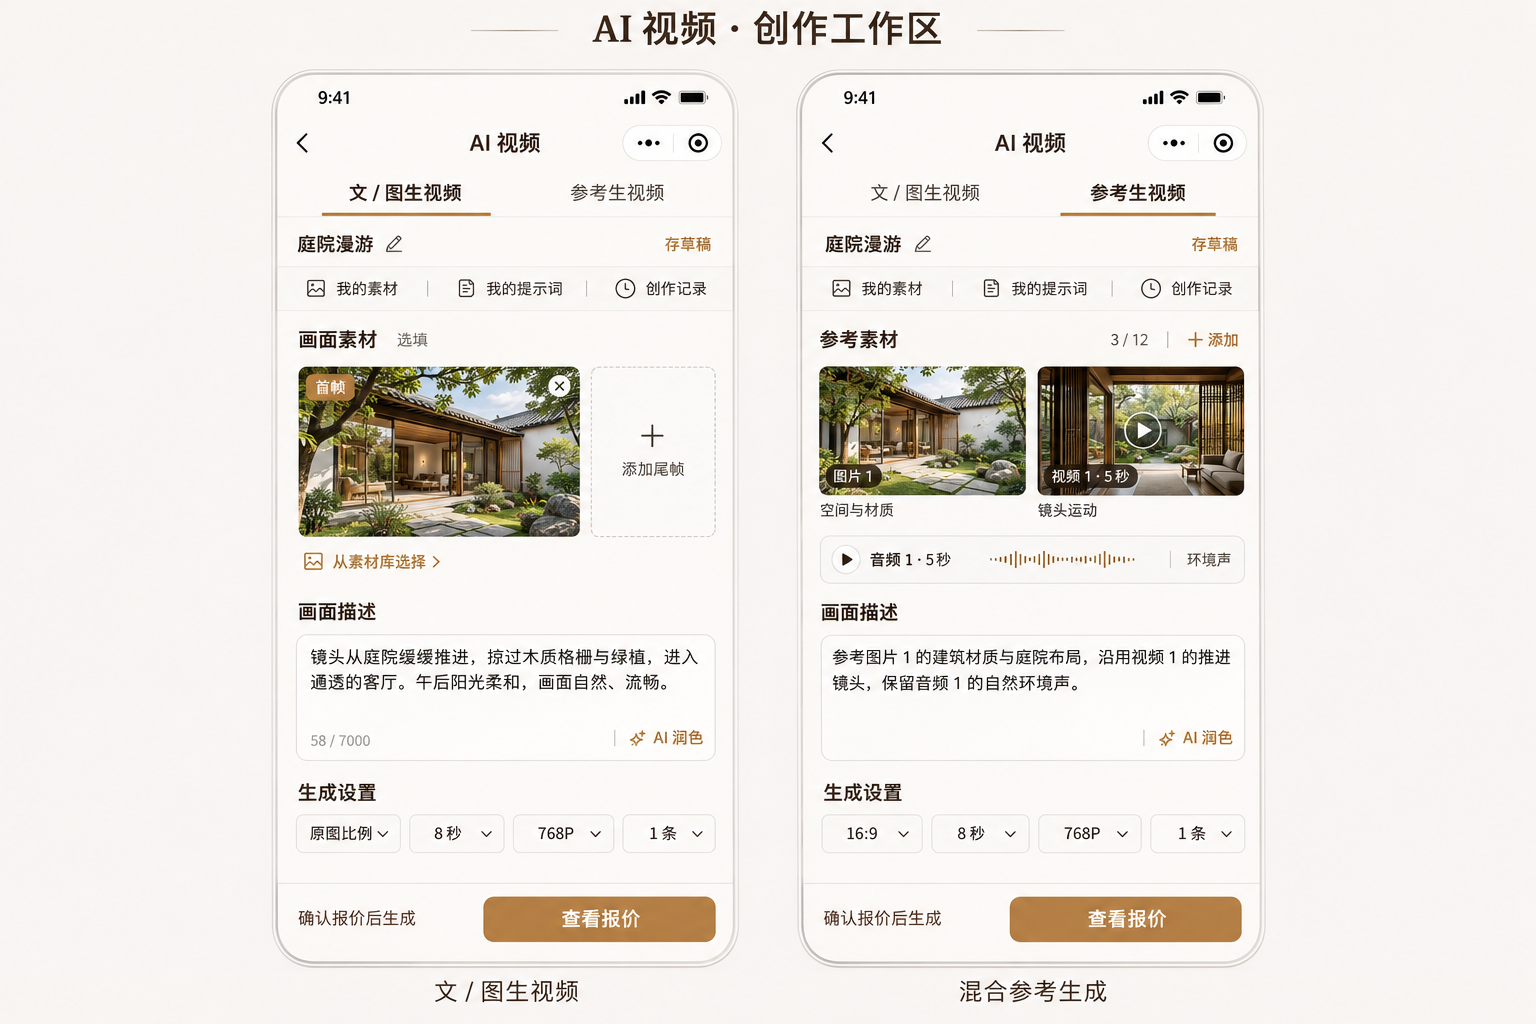 AI 视频 · 创作工作区
9:41
AI 视频
文 / 图生视频
参考生视频
庭院漫游
存草稿
我的素材
我的提示词
创作记录
画面素材 选填
首帧
添加尾帧
从素材库选择
画面描述
镜头从庭院缓缓推进，掠过木质格栅与绿植，进入
通透的客厅。午后阳光柔和，画面自然、流畅。
58 / 7000
AI 润色
生成设置
原图比例
8 秒
768P
1 条
确认报价后生成
查看报价
文 / 图生视频
9:41
AI 视频
文 / 图生视频
参考生视频
庭院漫游
存草稿
我的素材
我的提示词
创作记录
参考素材
3 / 12
添加
图片 1
视频 1 · 5 秒
空间与材质
镜头运动
音频 1 · 5 秒
环境声
画面描述
参考图片 1 的建筑材质与庭院布局，沿用视频 1 的推进
镜头，保留音频 1 的自然环境声。
AI 润色
生成设置
16:9
8 秒
768P
1 条
确认报价后生成
查看报价
混合参考生成